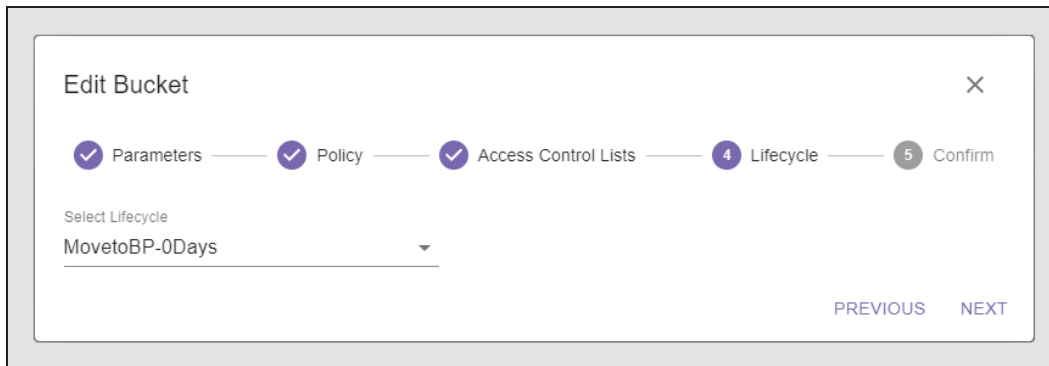 Edit Bucket
Parameters Policy Access Control Lists 4 Lifecycle 5 Confirm
Select Lifecycle
MovetoBP-0Days
PREVIOUS NEXT